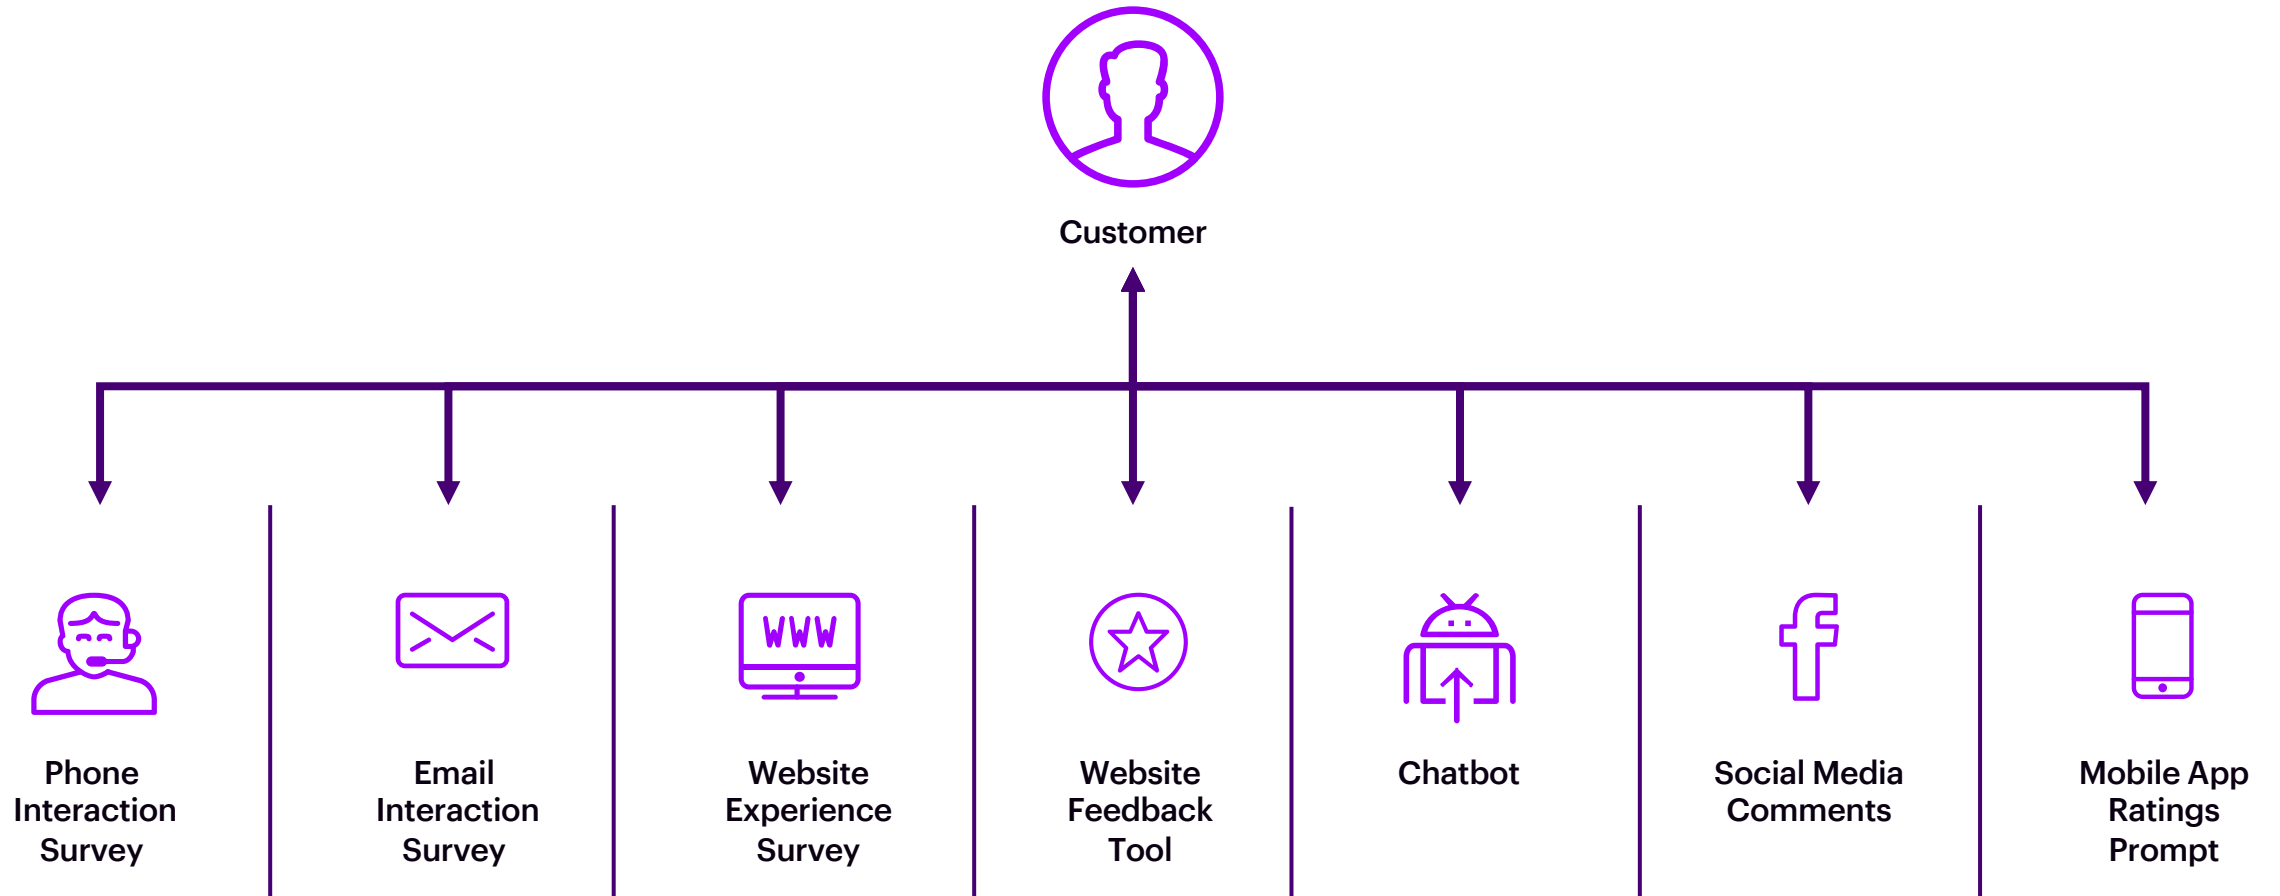 Customer
Phone
Interaction
Survey
Email
Interaction
Survey
WWW
Website
Experience
Survey
Website
Feedback
Tool
Chatbot
f
Social Media
Comments
Mobile App
Ratings
Prompt